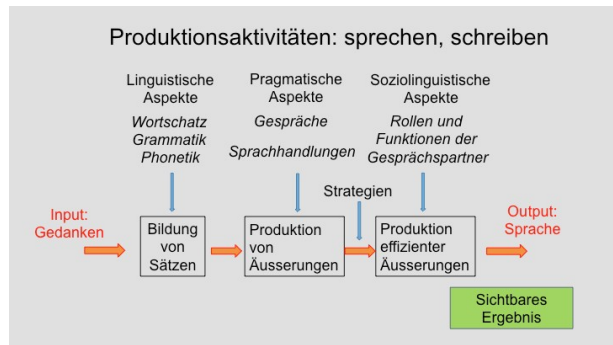 Produktionsaktivitäten: sprechen, schreiben
Linguistische
Aspekte
Wortschatz
Grammatik
Phonetik
Pragmatische
Aspekte
Gespräche
Sprachhandlungen
Soziolinguistische
Aspekte
Rollen und
Funktionen der
Gesprächspartner
Strategien
Input:
Gedanken
Bildung
von
Sätzen
Produktion
von
Äusserungen
Produktion
effizienter
Äusserungen
Output:
Sprache
Sichtbares
Ergebnis